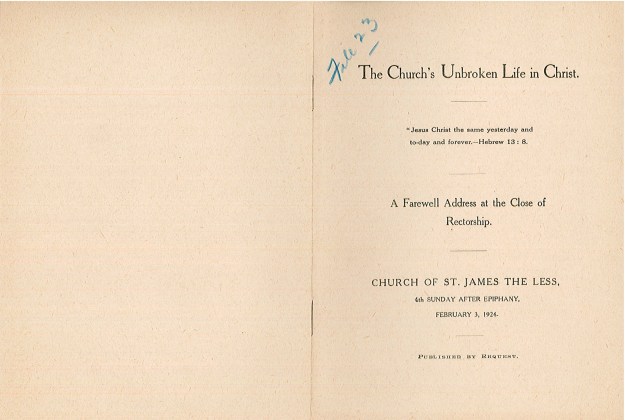 File 23
The Church's Unbroken Life in Christ.
"Jesus Christ the same yesterday and
to-day and forever.—Hebrew 13 : 8.
A Farewell Address at the Close of
Rectorship.
CHURCH OF ST. JAMES THE LESS,
4th SUNDAY AFTER EPIPHANY,
FEBRUARY 3, 1924.
PUBLISHED BY REQUEST.